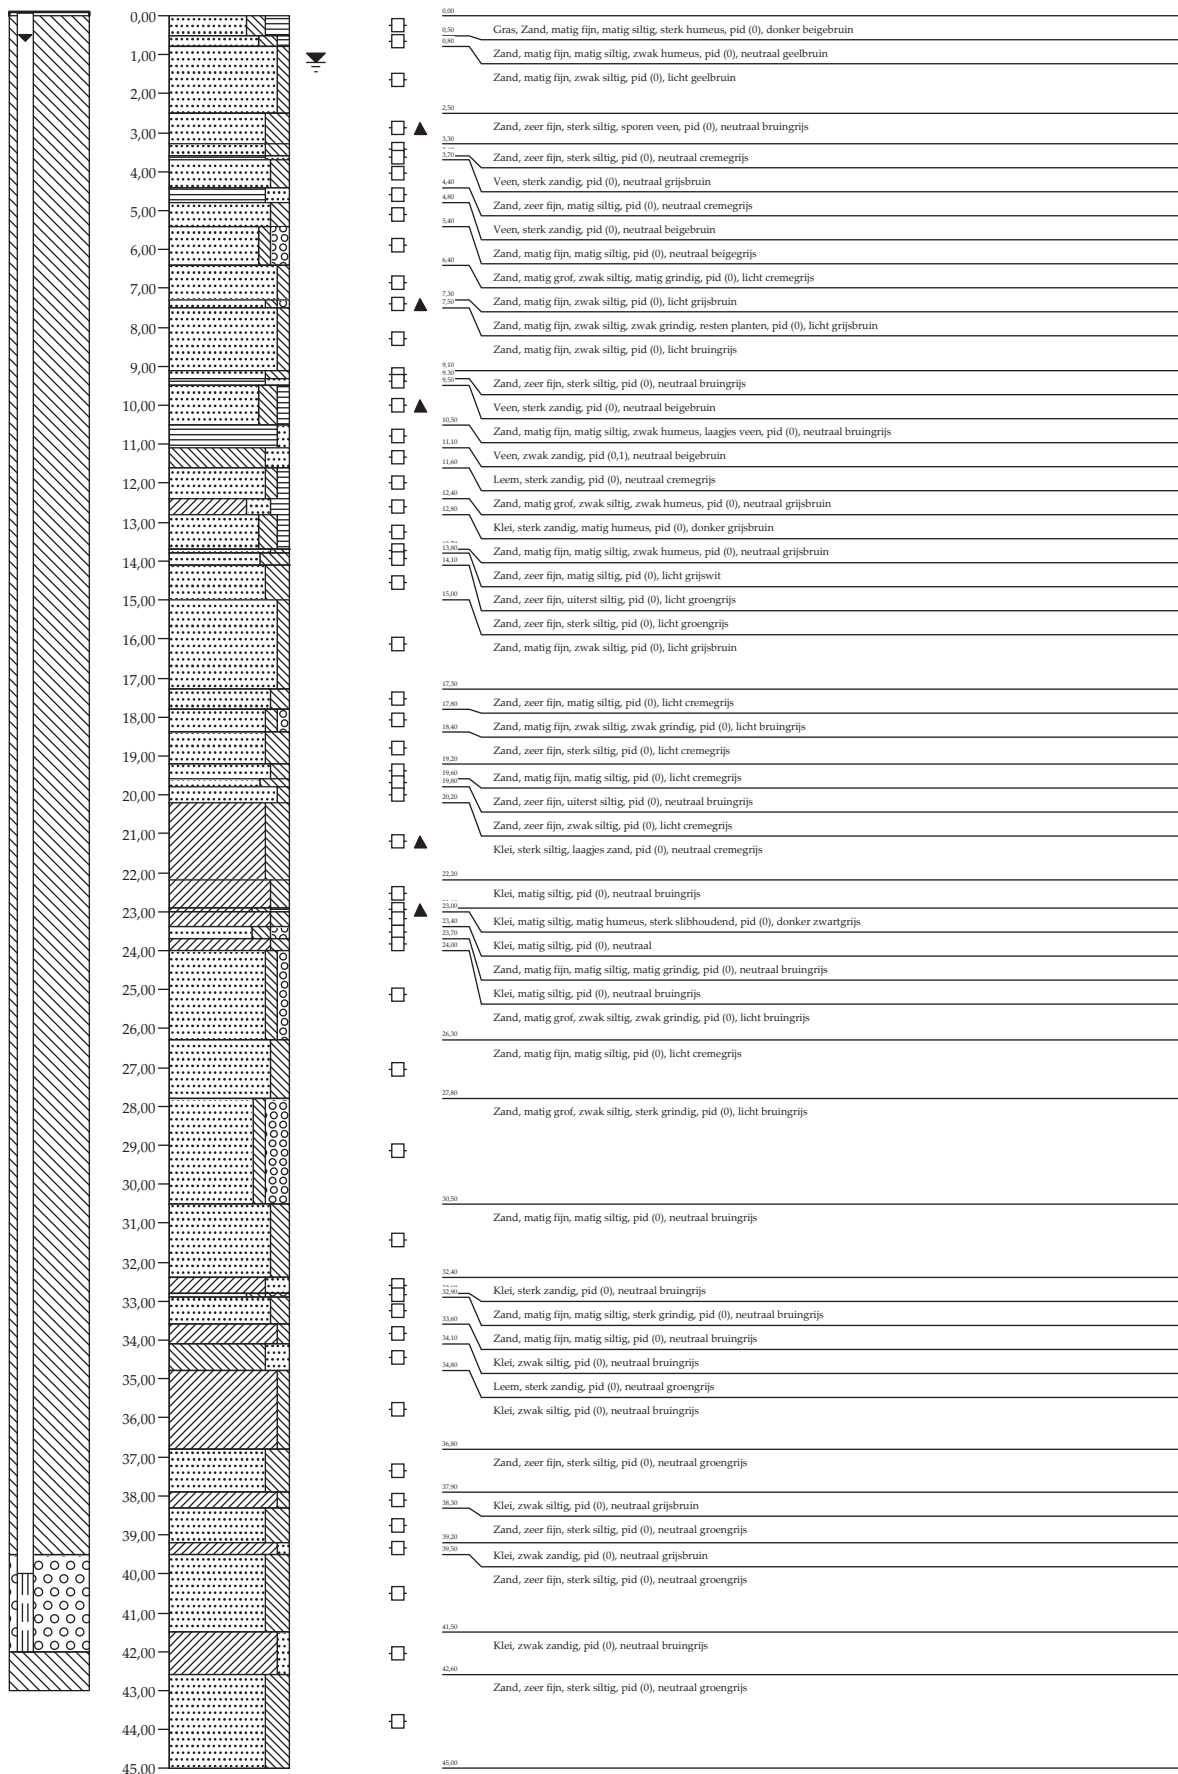 0,00
1,00
2,00
3,00
4,00
5,00
6,00
7,00
8,00
9,00
10,00
11,00
12,00
13,00
14,00
15,00
16,00
17,00
18,00
19,00
20,00
21,00
22,00
23,00
24,00
25,00
26,00
27,00
28,00
29,00
30,00
31,00
32,00
33,00
34,00
35,00
36,00
37,00
38,00
39,00
40,00
41,00
42,00
43,00
44,00
45,00
0,00
Gras, Zand, matig fijn, matig siltig, sterk humeus, pid (0), donker beigebruin
0,50
Zand, matig fijn, matig siltig, zwak humeus, pid (0), neutraal geelbruin
0,80
Zand, matig fijn, zwak siltig, pid (0), licht geelbruin
2,50
Zand, zeer fijn, sterk siltig, sporen veen, pid (0), neutraal bruingrijs
3,30
Zand, zeer fijn, sterk siltig, pid (0), neutraal cremegrijs
Veen, sterk zandig, pid (0), neutraal grijsbruin
3,70
Zand, zeer fijn, matig siltig, pid (0), neutraal cremegrijs
4,40
Veen, sterk zandig, pid (0), neutraal beigebruin
4,80
Zand, matig fijn, matig siltig, pid (0), neutraal beigegrijs
5,40
Zand, matig grof, zwak siltig, matig grindig, pid (0), licht cremegrijs
6,40
Zand, matig fijn, zwak siltig, pid (0), licht grijsbruin
7,30
Zand, matig fijn, zwak siltig, zwak grindig, resten planten, pid (0), licht grijsbruin
7,50
Zand, matig fijn, zwak siltig, pid (0), licht bruingrijs
9,10
Zand, zeer fijn, sterk siltig, pid (0), neutraal bruingrijs
9,30
Veen, sterk zandig, pid (0), neutraal beigebruin
9,50
Zand, matig fijn, matig siltig, zwak humeus, laagjes veen, pid (0), neutraal bruingrijs
10,50
Veen, zwak zandig, pid (0,1), neutraal beigebruin
11,10
Leem, sterk zandig, pid (0), neutraal cremegrijs
11,60
Zand, matig grof, zwak siltig, zwak humeus, pid (0), neutraal grijsbruin
12,40
Klei, sterk zandig, matig humeus, pid (0), donker grijsbruin
12,80
Zand, matig fijn, matig siltig, zwak humeus, pid (0), neutraal grijsbruin
Zand, zeer fijn, matig siltig, pid (0), licht grijswit
13,80
Zand, zeer fijn, uiterst siltig, pid (0), licht groengrijs
14,10
Zand, zeer fijn, sterk siltig, pid (0), licht groengrijs
15,00
Zand, matig fijn, zwak siltig, pid (0), licht grijsbruin
17,30
Zand, zeer fijn, matig siltig, pid (0), licht cremegrijs
17,80
Zand, matig fijn, zwak siltig, zwak grindig, pid (0), licht bruingrijs
18,40
Zand, zeer fijn, sterk siltig, pid (0), licht cremegrijs
19,20
Zand, matig fijn, matig siltig, pid (0), licht cremegrijs
19,60
Zand, zeer fijn, uiterst siltig, pid (0), neutraal bruingrijs
19,80
Zand, zeer fijn, zwak siltig, pid (0), licht cremegrijs
20,20
Klei, sterk siltig, laagjes zand, pid (0), neutraal cremegrijs
22,20
Klei, matig siltig, pid (0), neutraal bruingrijs
Klei, matig siltig, matig humeus, sterk slibhoudend, pid (0), donker zwartgrijs
23,00
Klei, matig siltig, pid (0), neutraal
23,40
Zand, matig fijn, matig siltig, matig grindig, pid (0), neutraal bruingrijs
23,70
Klei, matig siltig, pid (0), neutraal bruingrijs
24,00
Zand, matig grof, zwak siltig, zwak grindig, pid (0), licht bruingrijs
26,30
Zand, matig fijn, matig siltig, pid (0), licht cremegrijs
27,80
Zand, matig grof, zwak siltig, sterk grindig, pid (0), licht bruingrijs
30,50
Zand, matig fijn, matig siltig, pid (0), neutraal bruingrijs
32,40
Klei, sterk zandig, pid (0), neutraal bruingrijs
Zand, matig fijn, matig siltig, sterk grindig, pid (0), neutraal bruingrijs
32,90
Zand, matig fijn, matig siltig, pid (0), neutraal bruingrijs
33,60
Klei, zwak siltig, pid (0), neutraal bruingrijs
34,10
Leem, sterk zandig, pid (0), neutraal groengrijs
34,80
Klei, zwak siltig, pid (0), neutraal bruingrijs
36,80
Zand, zeer fijn, sterk siltig, pid (0), neutraal groengrijs
37,90
Klei, zwak siltig, pid (0), neutraal grijsbruin
38,30
Zand, zeer fijn, sterk siltig, pid (0), neutraal groengrijs
39,20
Klei, zwak zandig, pid (0), neutraal grijsbruin
39,50
Zand, zeer fijn, sterk siltig, pid (0), neutraal groengrijs
41,50
Klei, zwak zandig, pid (0), neutraal bruingrijs
42,60
Zand, zeer fijn, sterk siltig, pid (0), neutraal groengrijs
45,00